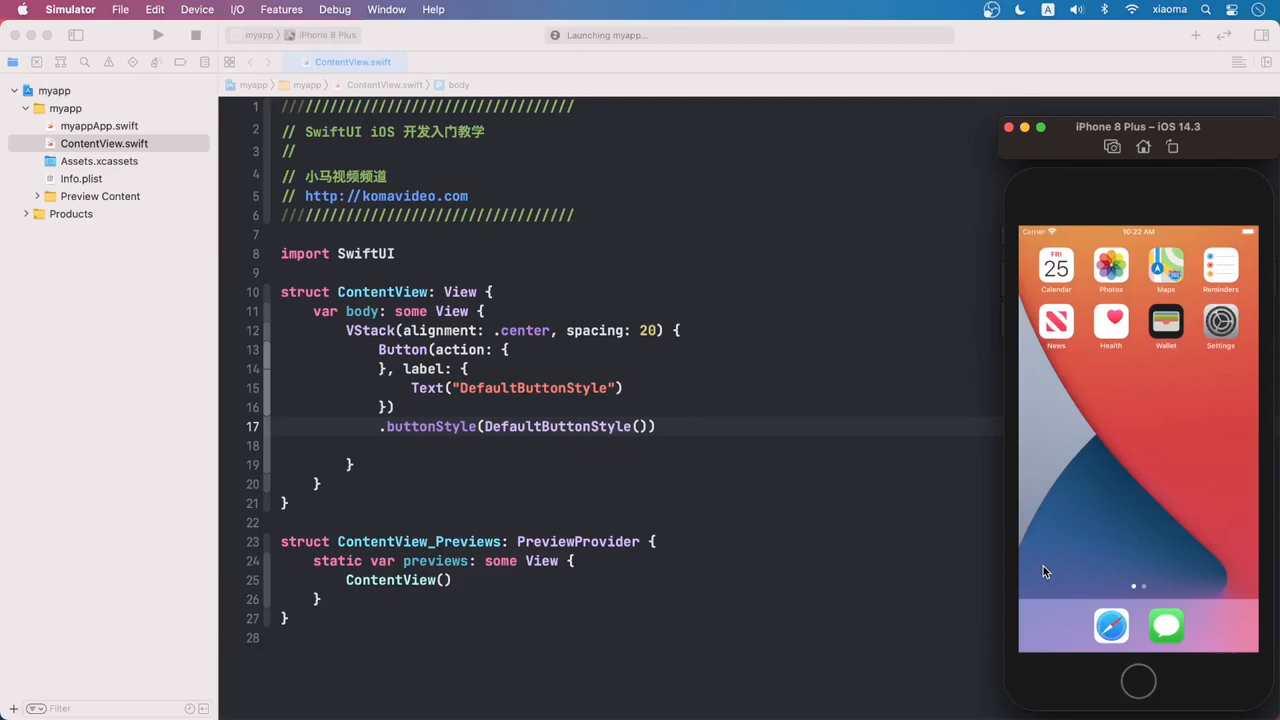 Simulator File Edit Device I/O Features Debug Window Help A xiaoma
myapp iPhone 8 Plus 2 Launching myapp...
ContentView.swift
myapp myapp ContentView.swift body
myapp
myapp
myappApp.swift
ContentView.swift
Assets.xcassets
Info.plist
Preview Content
Products
Filter
1 //////////////////////////////////////
2 // SwiftUI iOS 开发入门教学
3 //
4 // 小马视频频道
5 // http://komavideo.com
6 //////////////////////////////////////
7
8 import SwiftUI
9
10 struct ContentView: View {
11 var body: some View {
12 VStack(alignment: .center, spacing: 20) {
13 Button(action: {
14 }, label: {
15 Text("DefaultButtonStyle")
16 })
17 .buttonStyle(DefaultButtonStyle())
18
19 }
20 }
21 }
22
23 struct ContentView_Previews: PreviewProvider {
24 static var previews: some View {
25 ContentView()
26 }
27 }
28
iPhone 8 Plus – iOS 14.3
Carrier 10:22 AM
FRI
25
Calendar Photos Maps Reminders
News Health Wallet Settings